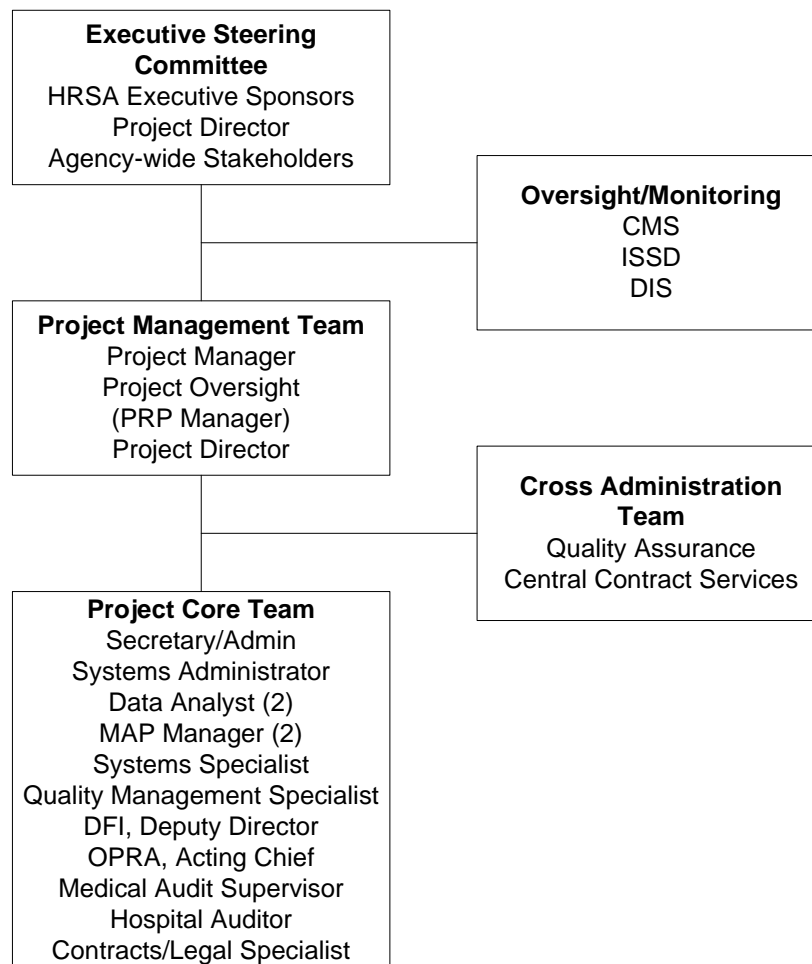 Executive Steering
Committee
HRSA Executive Sponsors
Project Director
Agency-wide Stakeholders
Oversight/Monitoring
CMS
ISSD
DIS
Project Management Team
Project Manager
Project Oversight
(PRP Manager)
Project Director
Cross Administration
Team
Quality Assurance
Central Contract Services
Project Core Team
Secretary/Admin
Systems Administrator
Data Analyst (2)
MAP Manager (2)
Systems Specialist
Quality Management Specialist
DFI, Deputy Director
OPRA, Acting Chief
Medical Audit Supervisor
Hospital Auditor
Contracts/Legal Specialist